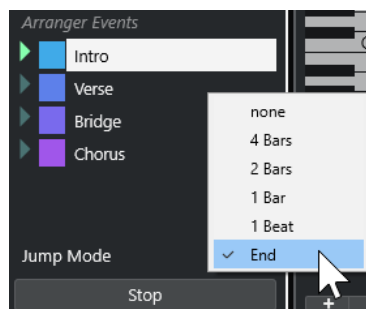 Arranger Events
Intro
Verse
Bridge
Chorus
none
4 Bars
2 Bars
1 Bar
1 Beat
End
Jump Mode
Stop